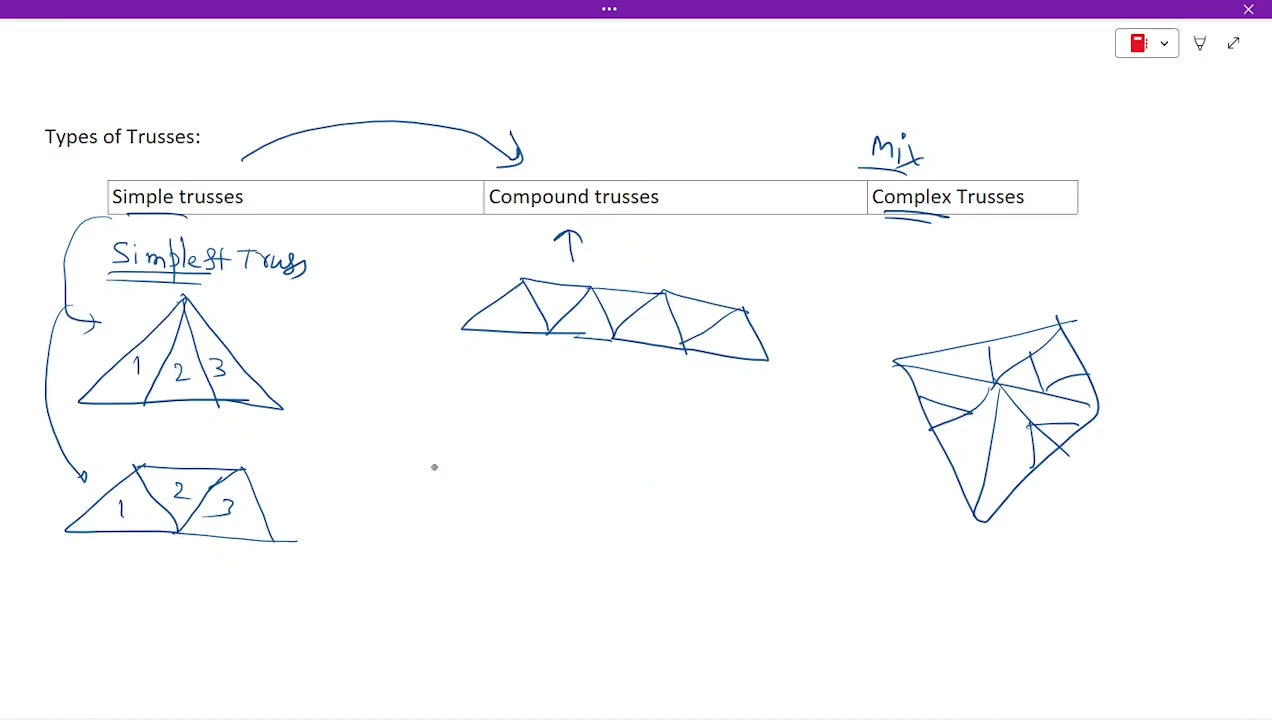 Types of Trusses:
Mix
Simple trusses Compound trusses Complex Trusses
Simplest Truss
1 2 3
1 2 3